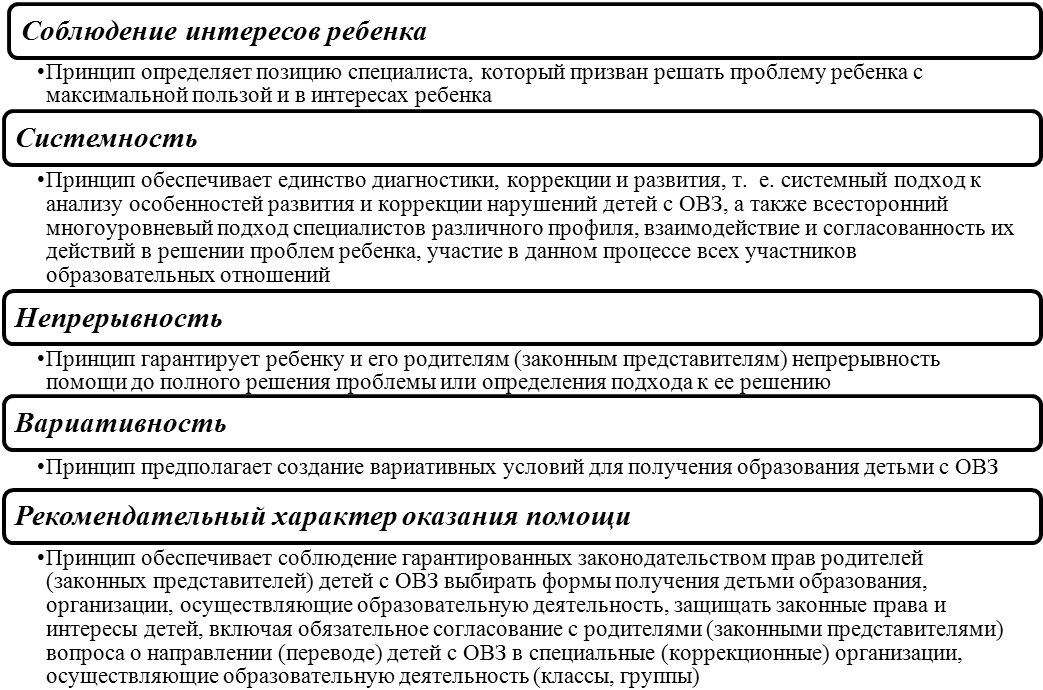 Соблюдение интересов ребенка
•Принцип определяет позицию специалиста, который призван решать проблему ребенка с
максимальной пользой и в интересах ребенка
Системность
•Принцип обеспечивает единство диагностики, коррекции и развития, т. е. системный подход к
анализу особенностей развития и коррекции нарушений детей с ОВЗ, а также всесторонний
многоуровневый подход специалистов различного профиля, взаимодействие и согласованность их
действий в решении проблем ребенка, участие в данном процессе всех участников
образовательных отношений
Непрерывность
•Принцип гарантирует ребенку и его родителям (законным представителям) непрерывность
помощи до полного решения проблемы или определения подхода к ее решению
Вариативность
•Принцип предполагает создание вариативных условий для получения образования детьми с ОВЗ
Рекомендательный характер оказания помощи
•Принцип обеспечивает соблюдение гарантированных законодательством прав родителей
(законных представителей) детей с ОВЗ выбирать формы получения детьми образования,
организации, осуществляющие образовательную деятельность, защищать законные права и
интересы детей, включая обязательное согласование с родителями (законными представителями)
вопроса о направлении (переводе) детей с ОВЗ в специальные (коррекционные) организации,
осуществляющие образовательную деятельность (классы, группы)